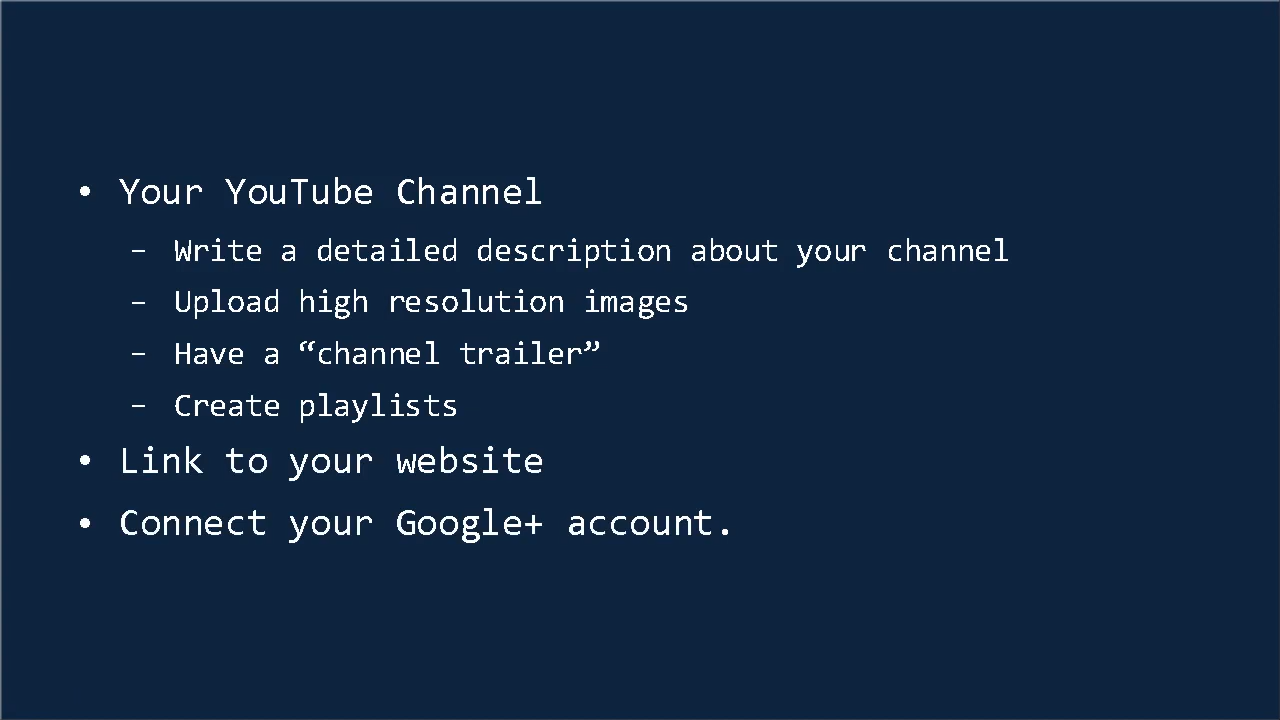 • Your YouTube Channel
– Write a detailed description about your channel
– Upload high resolution images
– Have a “channel trailer”
– Create playlists
• Link to your website
• Connect your Google+ account.